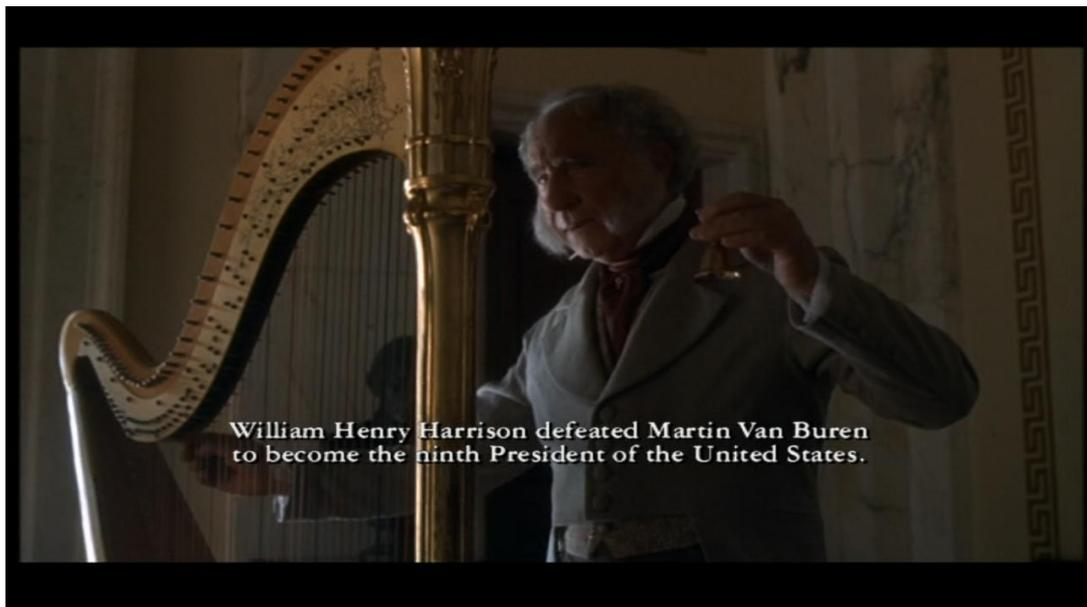 William Henry Harrison defeated Martin Van Buren
to become the ninth President of the United States.